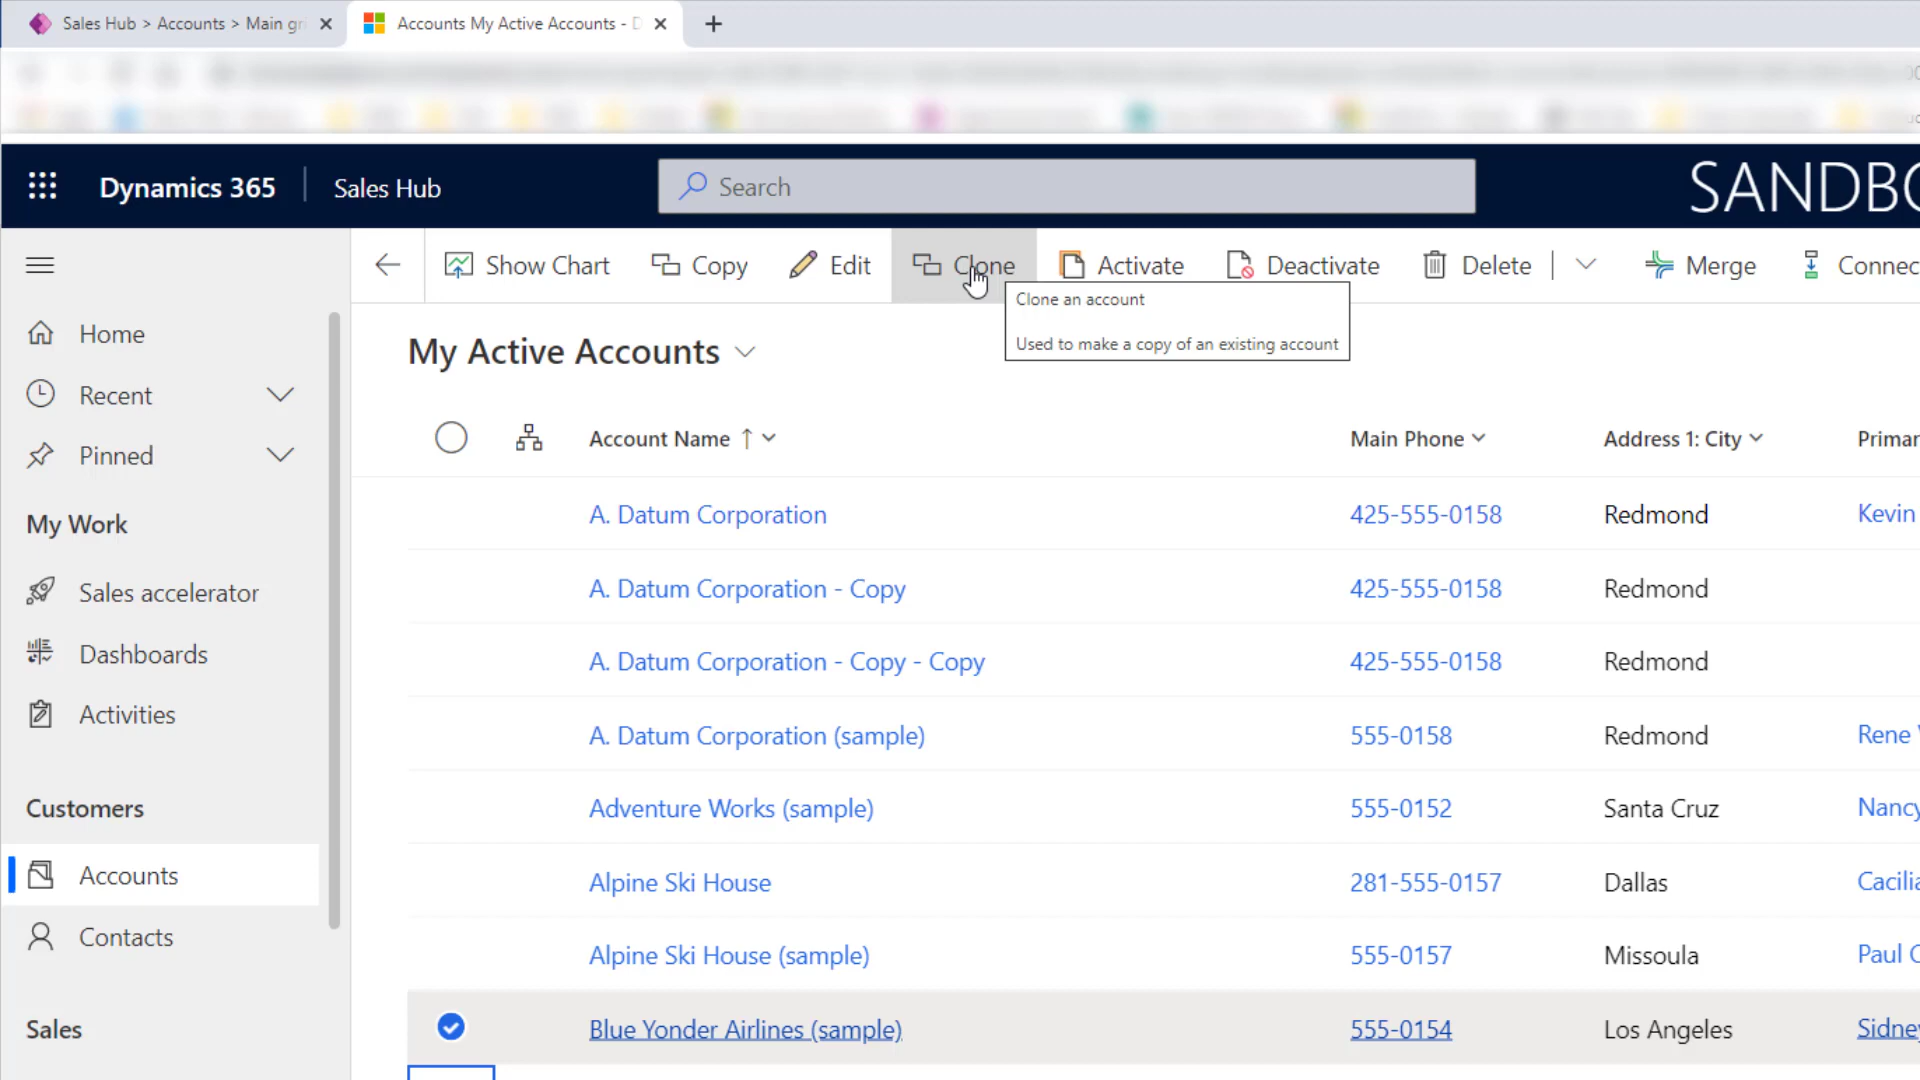 Sales Hub > Accounts > Main gr
Accounts My Active Accounts -
Dynamics 365
Sales Hub
Search
SANDBO
Show Chart
Copy
Edit
Clone
Activate
Deactivate
Delete
Merge
Connec
Clone an account
Used to make a copy of an existing account
Home
Recent
Pinned
My Work
Sales accelerator
Dashboards
Activities
Customers
Accounts
Contacts
Sales
My Active Accounts
Account Name Main Phone Address 1: City Primar
A. Datum Corporation 425-555-0158 Redmond Kevin
A. Datum Corporation - Copy 425-555-0158 Redmond
A. Datum Corporation - Copy - Copy 425-555-0158 Redmond
A. Datum Corporation (sample) 555-0158 Redmond Rene
Adventure Works (sample) 555-0152 Santa Cruz Nancy
Alpine Ski House 281-555-0157 Dallas Cacilia
Alpine Ski House (sample) 555-0157 Missoula Paul C
Blue Yonder Airlines (sample) 555-0154 Los Angeles Sidney